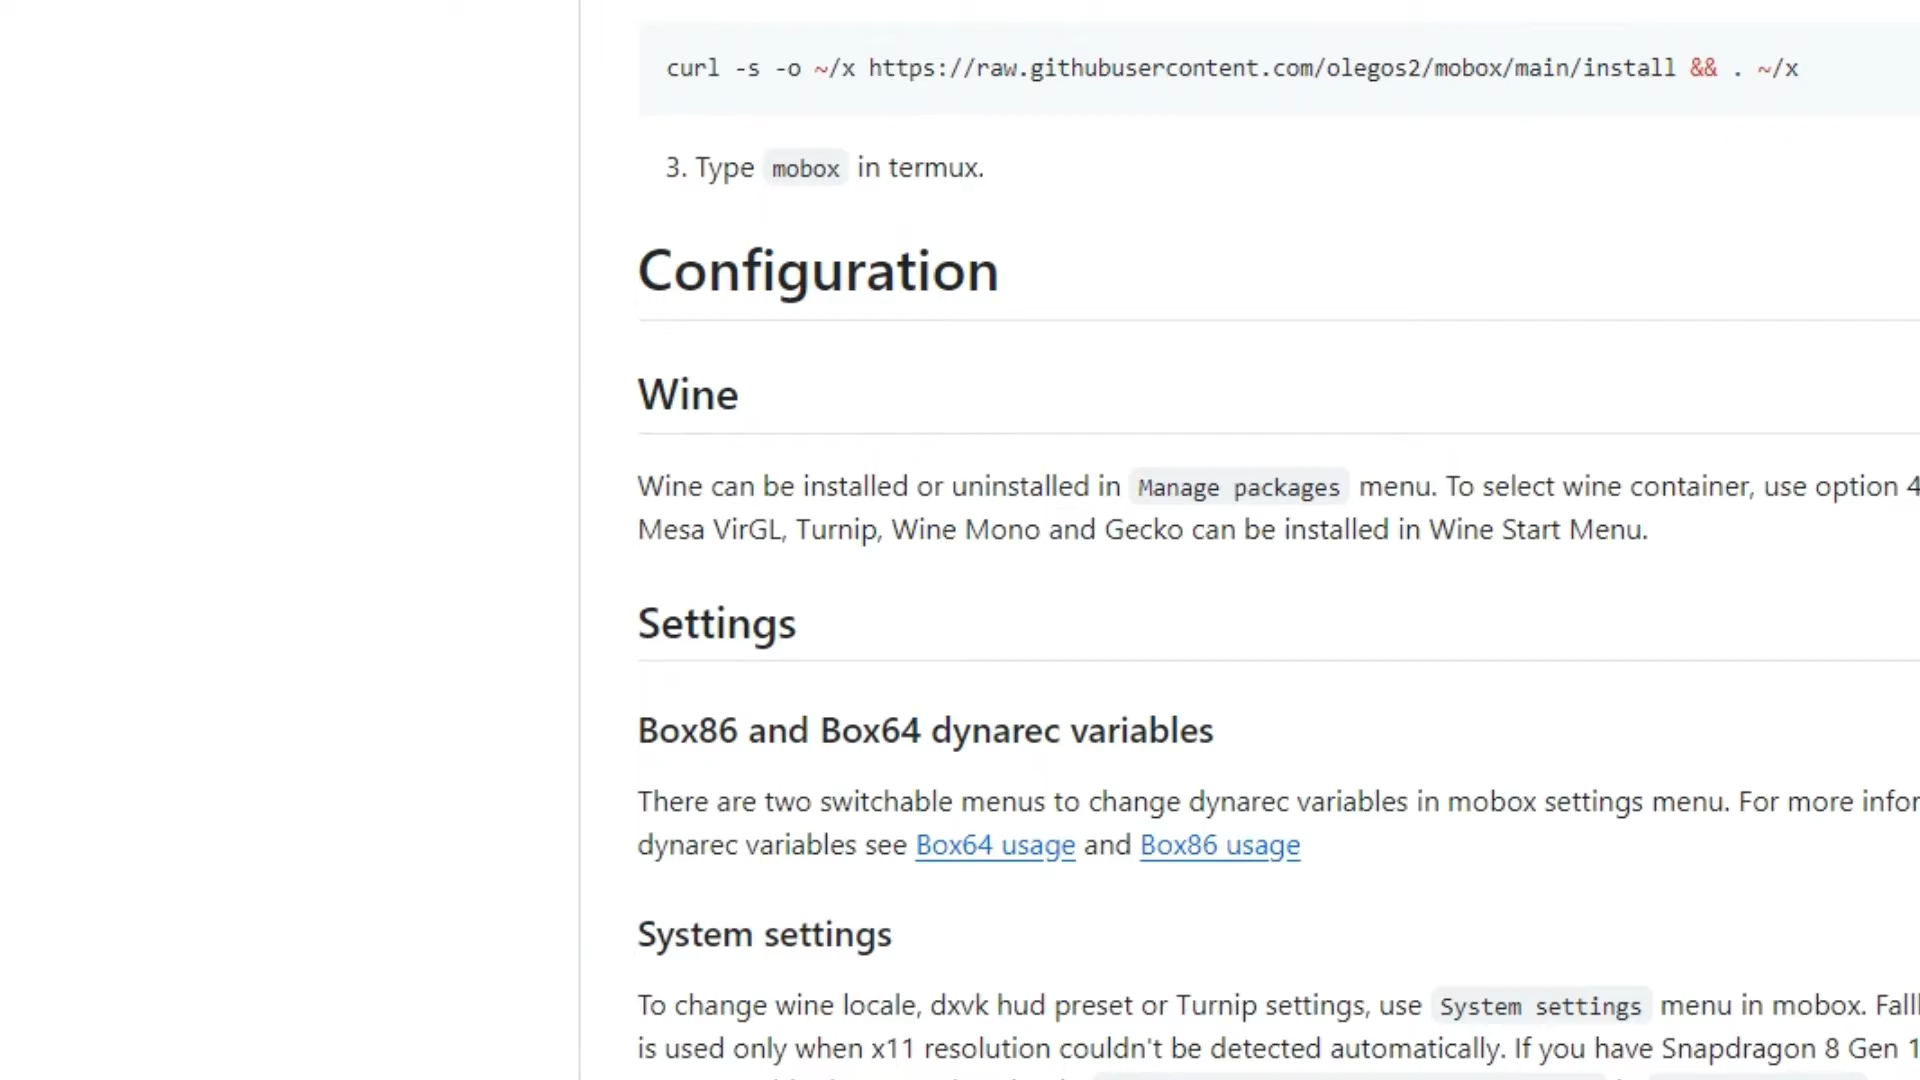 curl -s -o ~/x https://raw.githubusercontent.com/olegos2/mobox/main/install && . ~/x
3. Type mobox in termux.
Configuration
Wine
Wine can be installed or uninstalled in Manage packages menu. To select wine container, use option 4
Mesa VirGL, Turnip, Wine Mono and Gecko can be installed in Wine Start Menu.
Settings
Box86 and Box64 dynarec variables
There are two switchable menus to change dynarec variables in mobox settings menu. For more infor
dynarec variables see Box64 usage and Box86 usage
System settings
To change wine locale, dxvk hud preset or Turnip settings, use System settings menu in mobox. Fall
is used only when x11 resolution couldn't be detected automatically. If you have Snapdragon 8 Gen 1